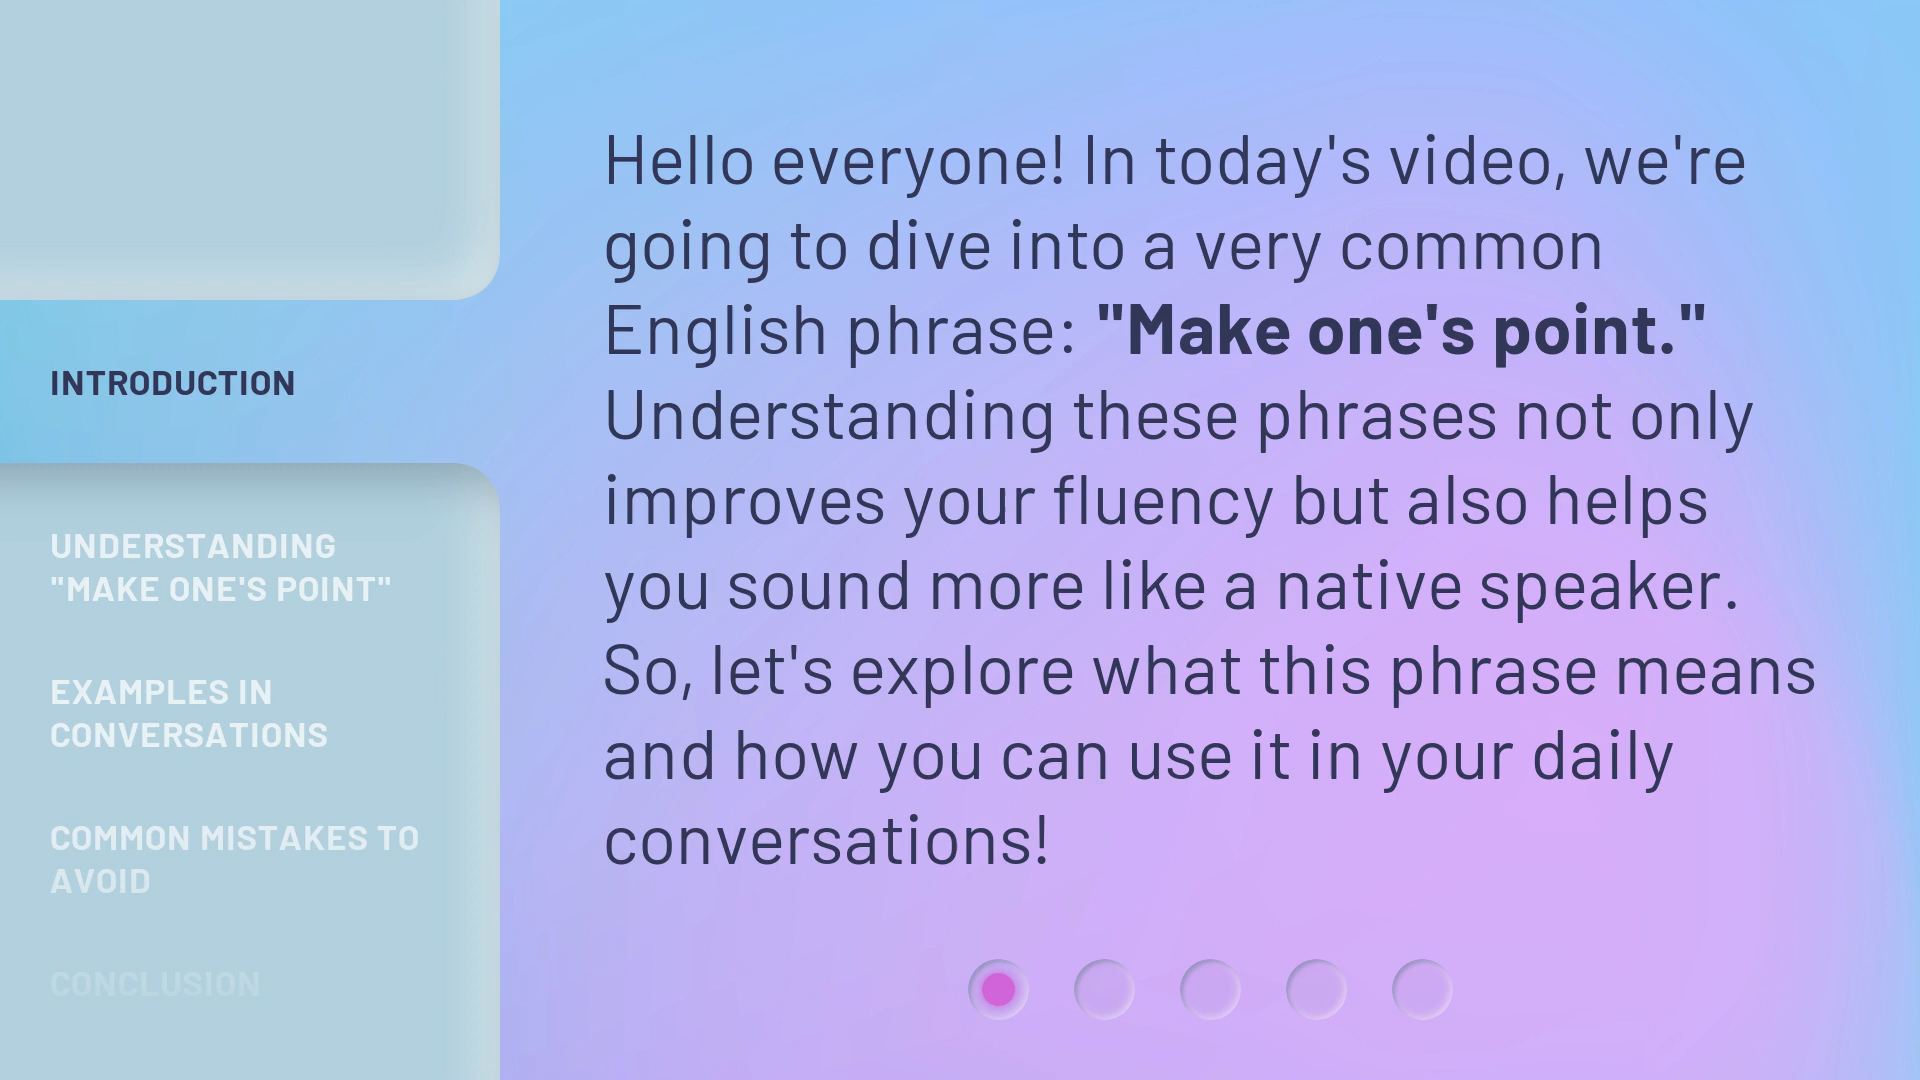 INTRODUCTION
UNDERSTANDING
"MAKE ONE'S POINT"
EXAMPLES IN
CONVERSATIONS
COMMON MISTAKES TO
AVOID
CONCLUSION
Hello everyone! In today's video, we're
going to dive into a very common
English phrase: "Make one's point."
Understanding these phrases not only
improves your fluency but also helps
you sound more like a native speaker.
So, let's explore what this phrase means
and how you can use it in your daily
conversations!